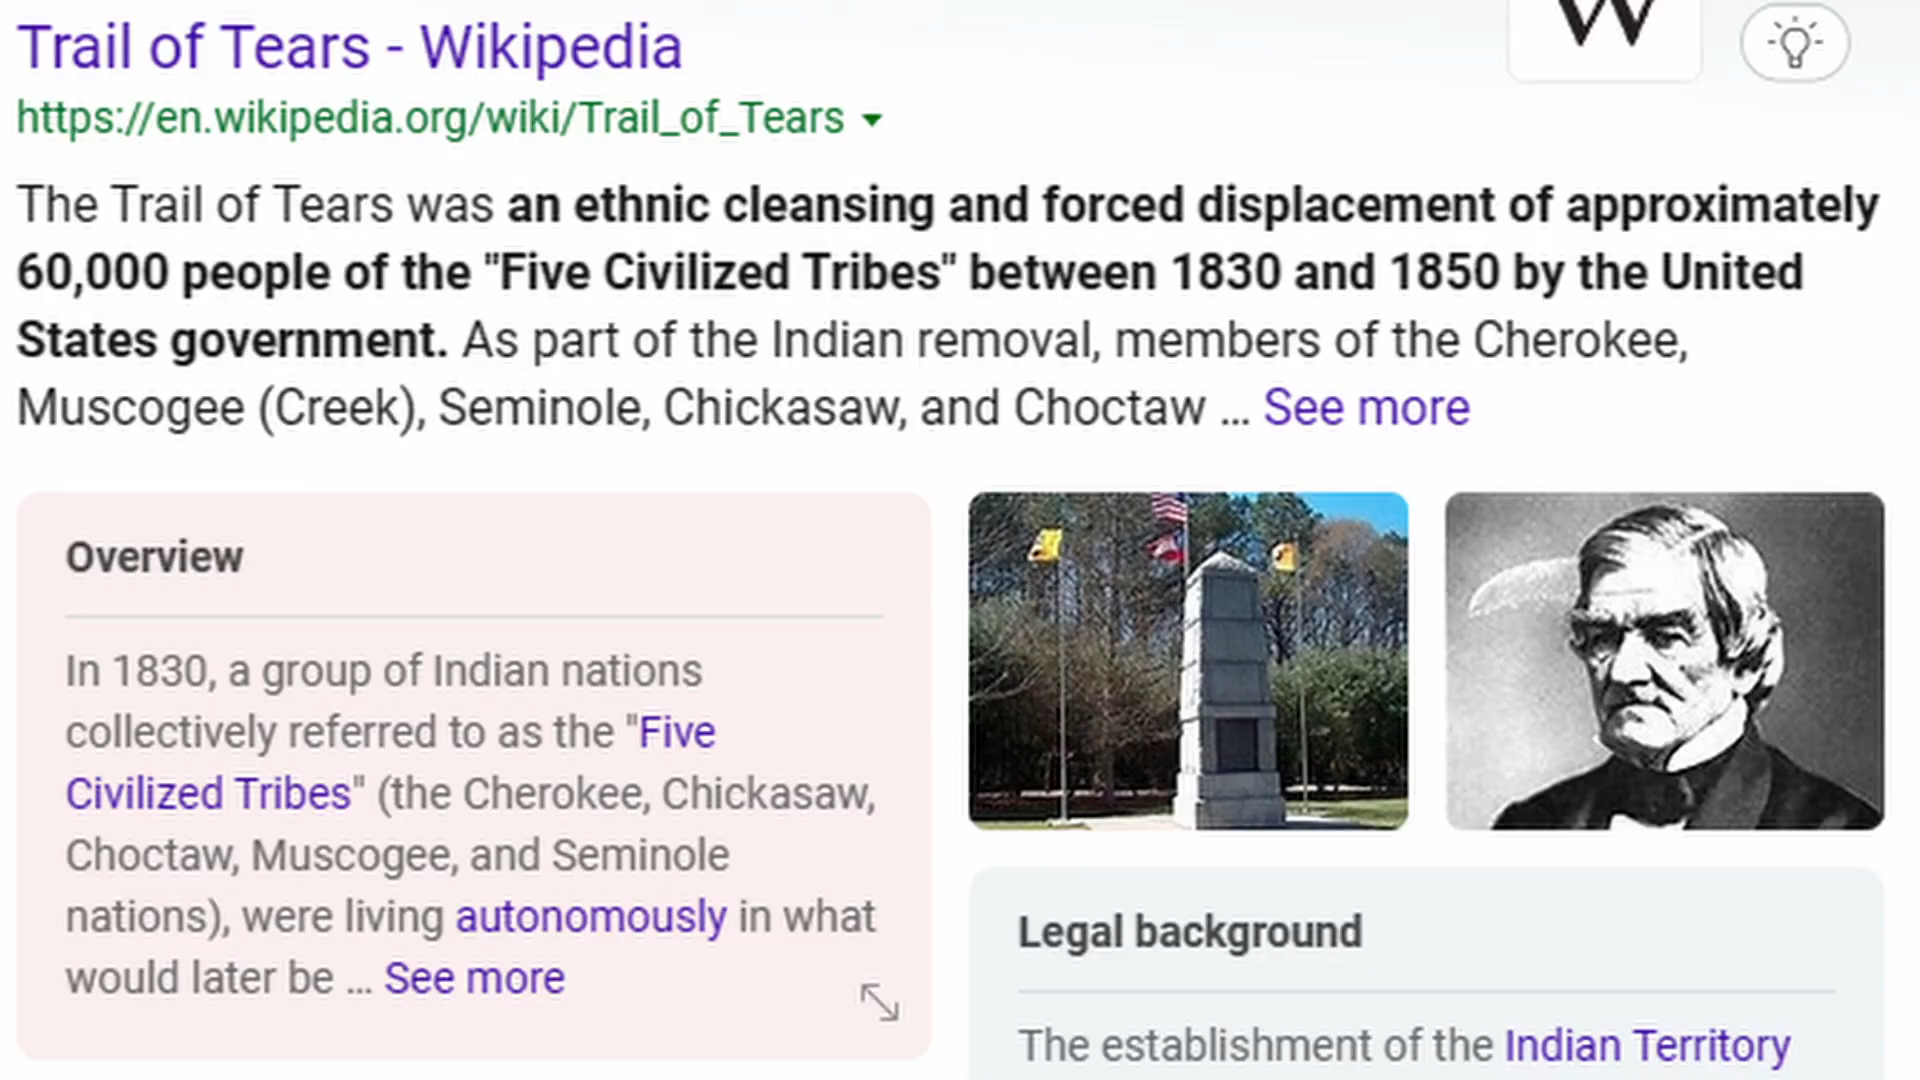 Trail of Tears - Wikipedia
W
https://en.wikipedia.org/wiki/Trail_of_Tears
The Trail of Tears was an ethnic cleansing and forced displacement of approximately
60,000 people of the "Five Civilized Tribes" between 1830 and 1850 by the United
States government. As part of the Indian removal, members of the Cherokee,
Muscogee (Creek), Seminole, Chickasaw, and Choctaw ... See more
Overview
In 1830, a group of Indian nations
collectively referred to as the "Five
Civilized Tribes" (the Cherokee, Chickasaw,
Choctaw, Muscogee, and Seminole
nations), were living autonomously in what
would later be ... See more
Legal background
The establishment of the Indian Territory